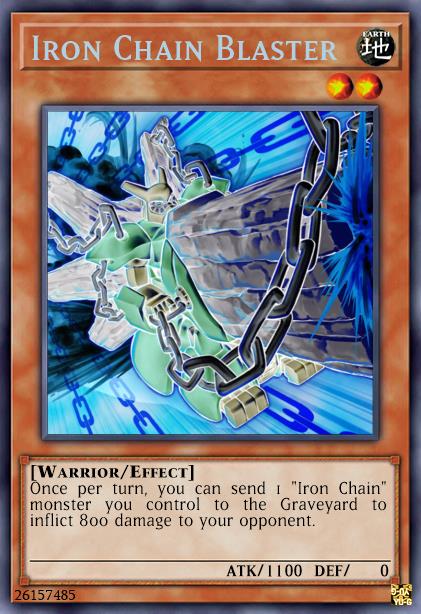 Iron Chain Blaster
EARTH
地
[Warrior/Effect]
Once per turn, you can send 1 "Iron Chain"
monster you control to the Graveyard to
inflict 800 damage to your opponent.
ATK/1100 DEF/ 0
26157485